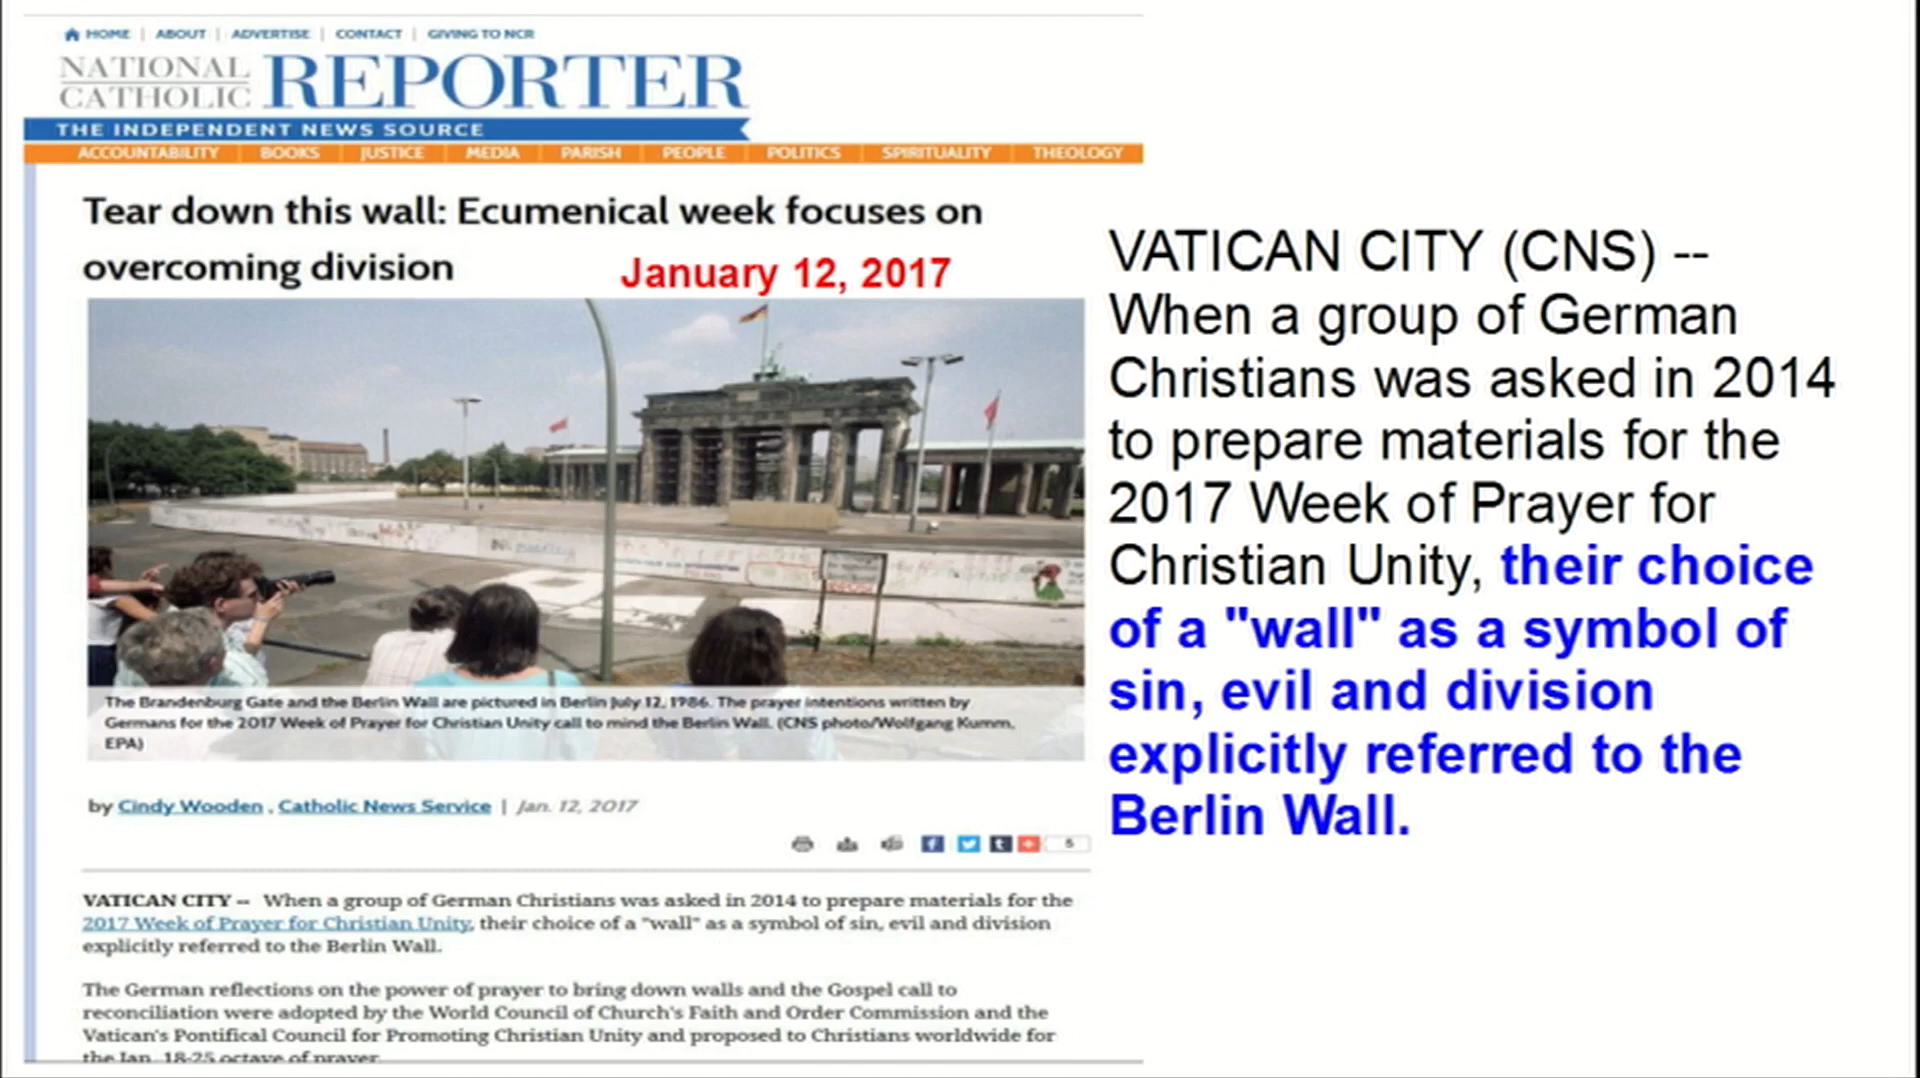 HOME | ABOUT | ADVERTISE | CONTACT | GIVING TO NCR
NATIONAL CATHOLIC REPORTER
THE INDEPENDENT NEWS SOURCE
ACCOUNTABILITY | BOOKS | JUSTICE | MEDIA | PARISH | PEOPLE | POLITICS | SPIRITUALITY | THEOLOGY
Tear down this wall: Ecumenical week focuses on
overcoming division
January 12, 2017
The Brandenburg Gate and the Berlin Wall are pictured in Berlin July 12, 1986. The prayer intentions written by
Germans for the 2017 Week of Prayer for Christian Unity call to mind the Berlin Wall. (CNS photo/Wolfgang Kumm,
EPA)
by Cindy Wooden , Catholic News Service | Jan. 12, 2017
5
VATICAN CITY -- When a group of German Christians was asked in 2014 to prepare materials for the
2017 Week of Prayer for Christian Unity, their choice of a "wall" as a symbol of sin, evil and division
explicitly referred to the Berlin Wall.
The German reflections on the power of prayer to bring down walls and the Gospel call to
reconciliation were adopted by the World Council of Church's Faith and Order Commission and the
Vatican's Pontifical Council for Promoting Christian Unity and proposed to Christians worldwide for
the Jan. 18-25 octave of prayer.
VATICAN CITY (CNS) --
When a group of German
Christians was asked in 2014
to prepare materials for the
2017 Week of Prayer for
Christian Unity, their choice
of a "wall" as a symbol of
sin, evil and division
explicitly referred to the
Berlin Wall.